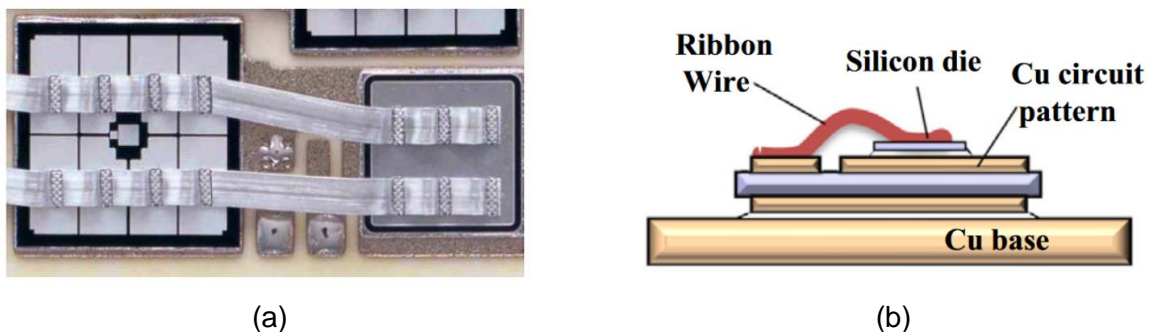 Ribbon
Wire
Silicon die
Cu circuit
pattern
Cu base
(a)
(b)